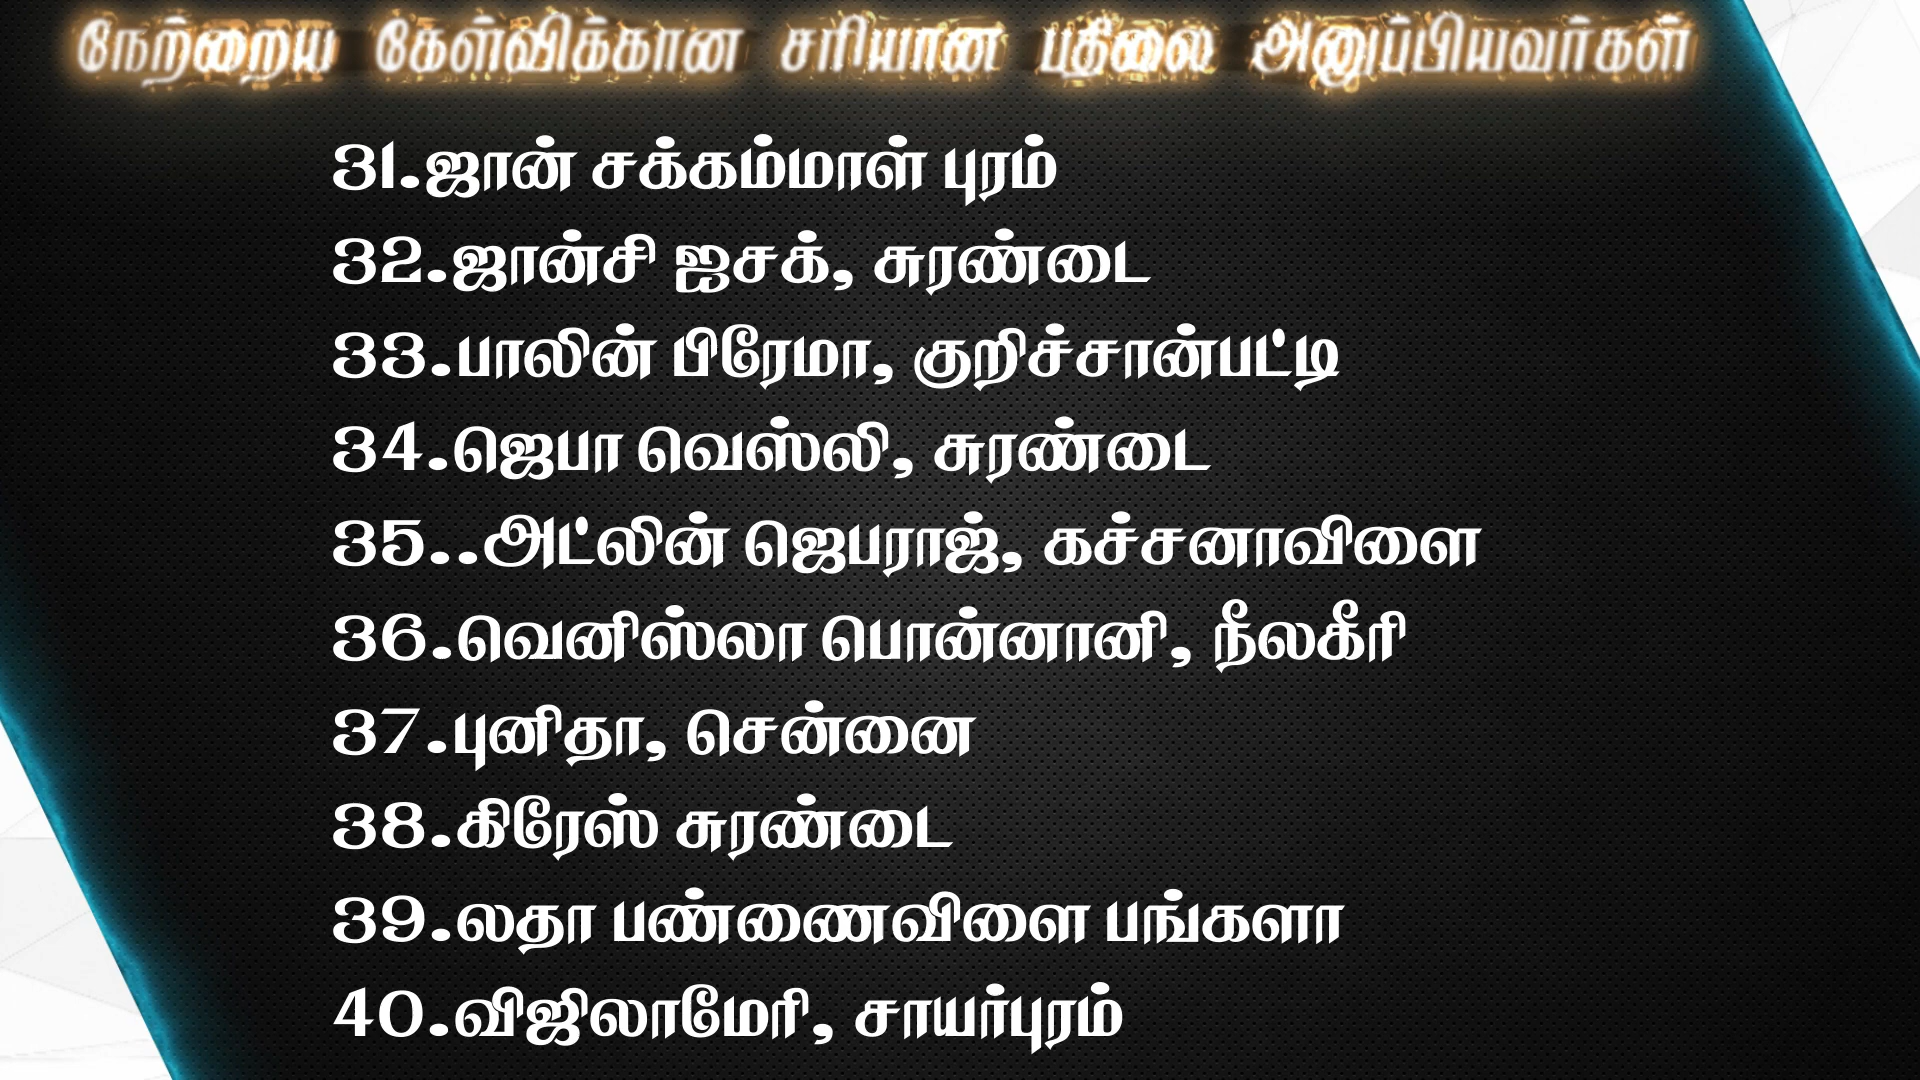 நேற்றைய கேள்விக்கான சரியான பதிலை அனுப்பியவர்கள்
31.ஜான் சக்கம்மாள் புரம்
32.ஜான்சி ஐசக், சுரண்டை
33.பாலின் பிரேமா, குறிச்சான்பட்டி
34.ஜெபா வெஸ்லி, சுரண்டை
35..அட்லின் ஜெபராஜ், கச்சனாவிளை
36.வெனிஸ்லா பொன்னானி, நீலகீரி
37.புனிதா, சென்னை
38.கிரேஸ் சுரண்டை
39.லதா பண்ணைவிளை பங்களா
40.விஜிலாமேரி, சாயர்புரம்